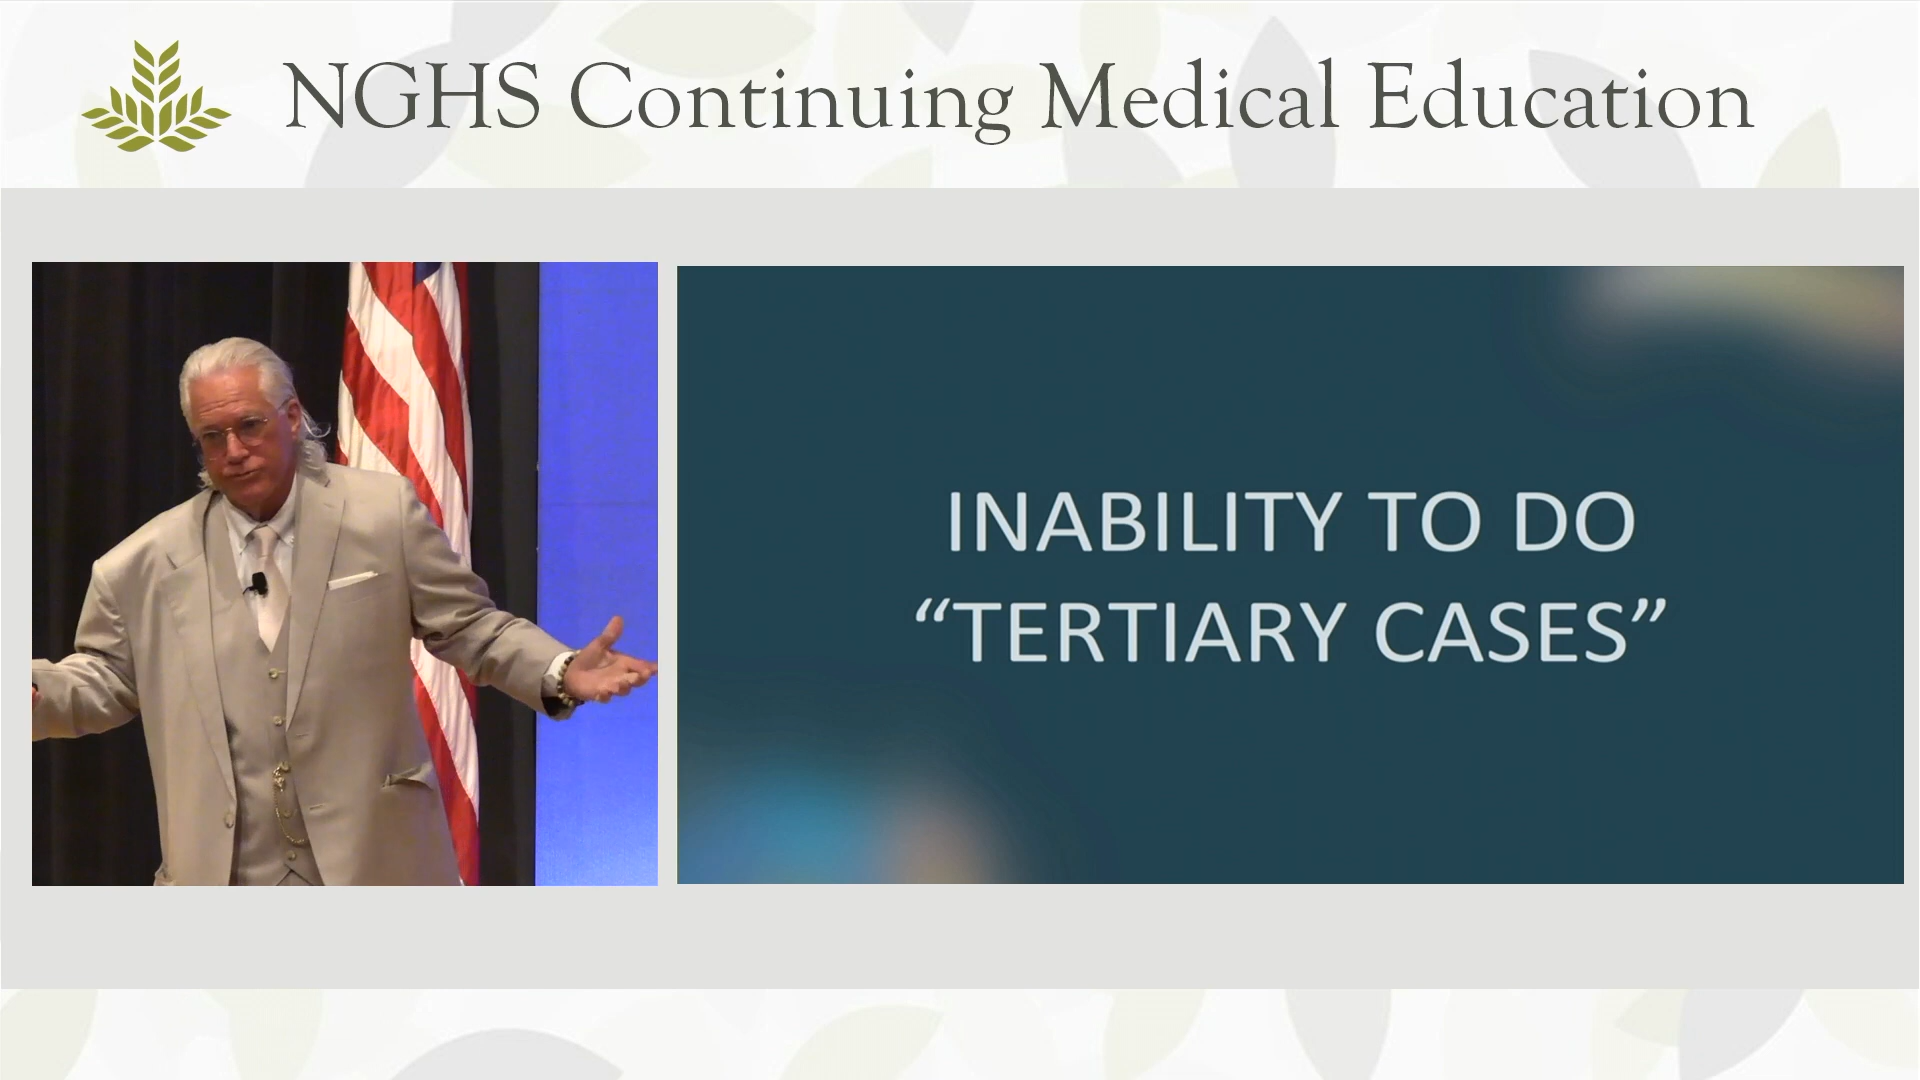 NGHS Continuing Medical Education
INABILITY TO DO
“TERTIARY CASES”